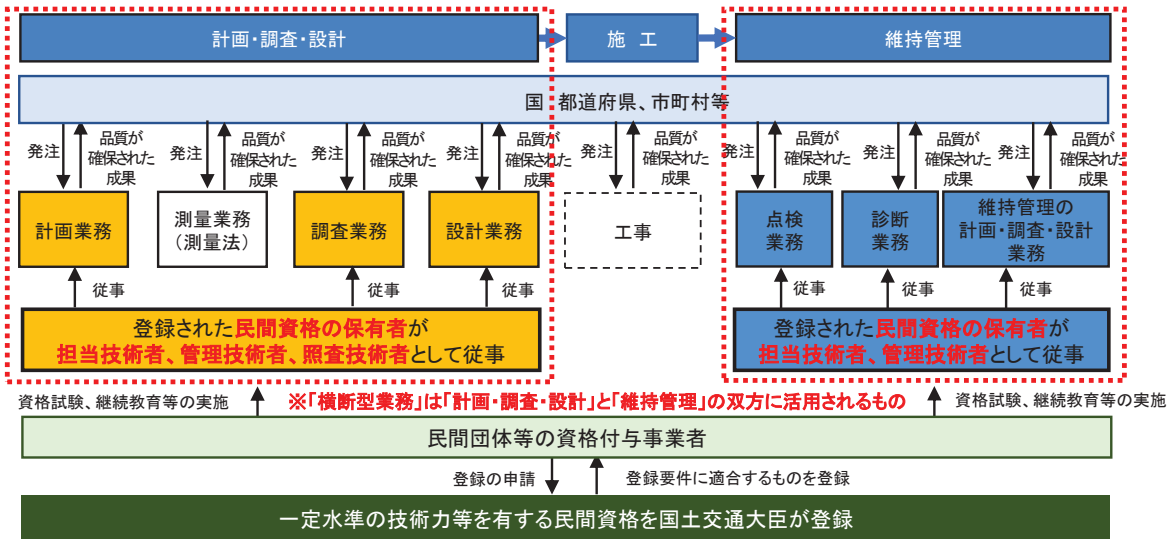 計画・調査・設計
施 工
維持管理
国 都道府県、市町村等
発注
品質が
確保された
成果
発注
品質が
確保された
成果
発注
品質が
確保された
成果
発注
品質が
確保された
成果
発注
品質が
確保された
成果
発注
品質が
確保された
成果
発注
品質が
確保された
成果
発注
品質が
確保された
成果
計画業務
測量業務
(測量法)
調査業務
設計業務
工事
点検
業務
診断
業務
維持管理の
計画・調査・設計
業務
従事
従事
従事
従事
従事
従事
登録された民間資格の保有者が
担当技術者、管理技術者、照査技術者として従事
登録された民間資格の保有者が
担当技術者、管理技術者として従事
資格試験、継続教育等の実施
※「横断型業務」は「計画・調査・設計」と「維持管理」の双方に活用されるもの
資格試験、継続教育等の実施
民間団体等の資格付与事業者
登録の申請
登録要件に適合するものを登録
一定水準の技術力等を有する民間資格を国土交通大臣が登録